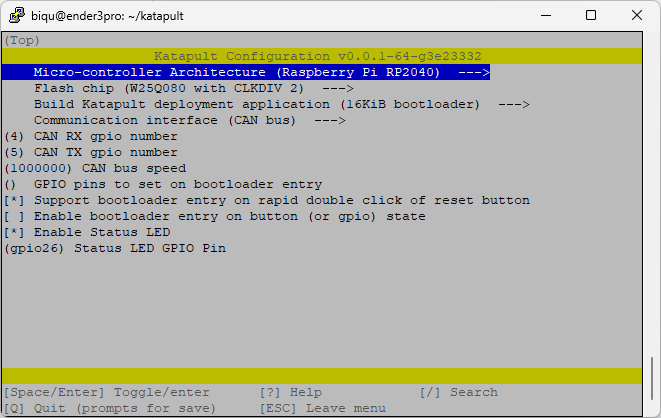 biqu@ender3pro: ~/katapult
(Top)
Katapult Configuration v0.0.1-64-g3e23332
Micro-controller Architecture (Raspberry Pi RP2040)  --->
Flash chip (W25Q080 with CLKDIV 2)  --->
Build Katapult deployment application (16KiB bootloader)  --->
Communication interface (CAN bus)  --->
(4) CAN RX gpio number
(5) CAN TX gpio number
(1000000) CAN bus speed
()  GPIO pins to set on bootloader entry
[*] Support bootloader entry on rapid double click of reset button
[ ] Enable bootloader entry on button (or gpio) state
[*] Enable Status LED
(gpio26) Status LED GPIO Pin
[Space/Enter] Toggle/enter      [?] Help             [/] Search
[Q] Quit (prompts for save)     [ESC] Leave menu